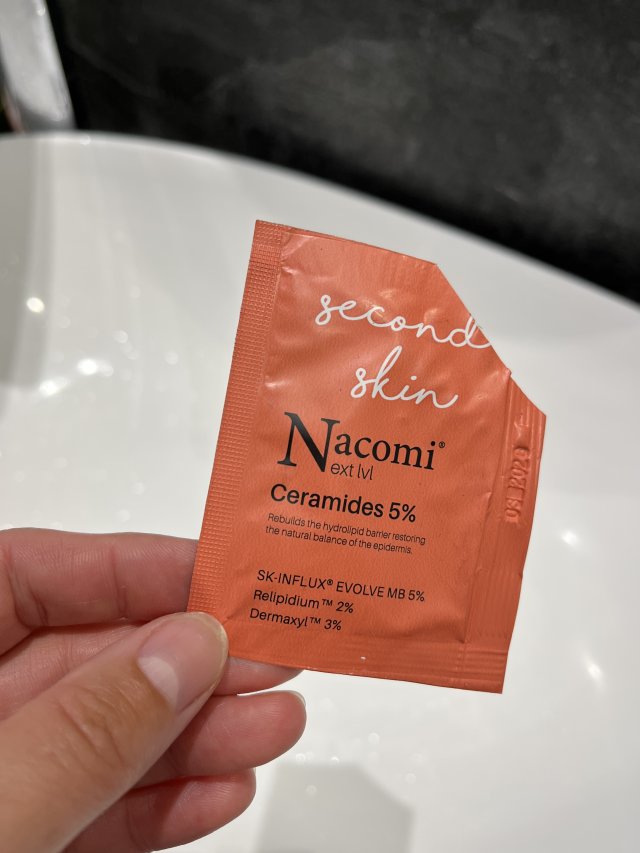 second
skin
Nacomi®
ext lvl
Ceramides 5%
Rebuilds the hydrolipid barrier restoring
the natural balance of the epidermis.
SK-INFLUX® EVOLVE MB 5%
Relipidium™ 2%
Dermaxyl™ 3%